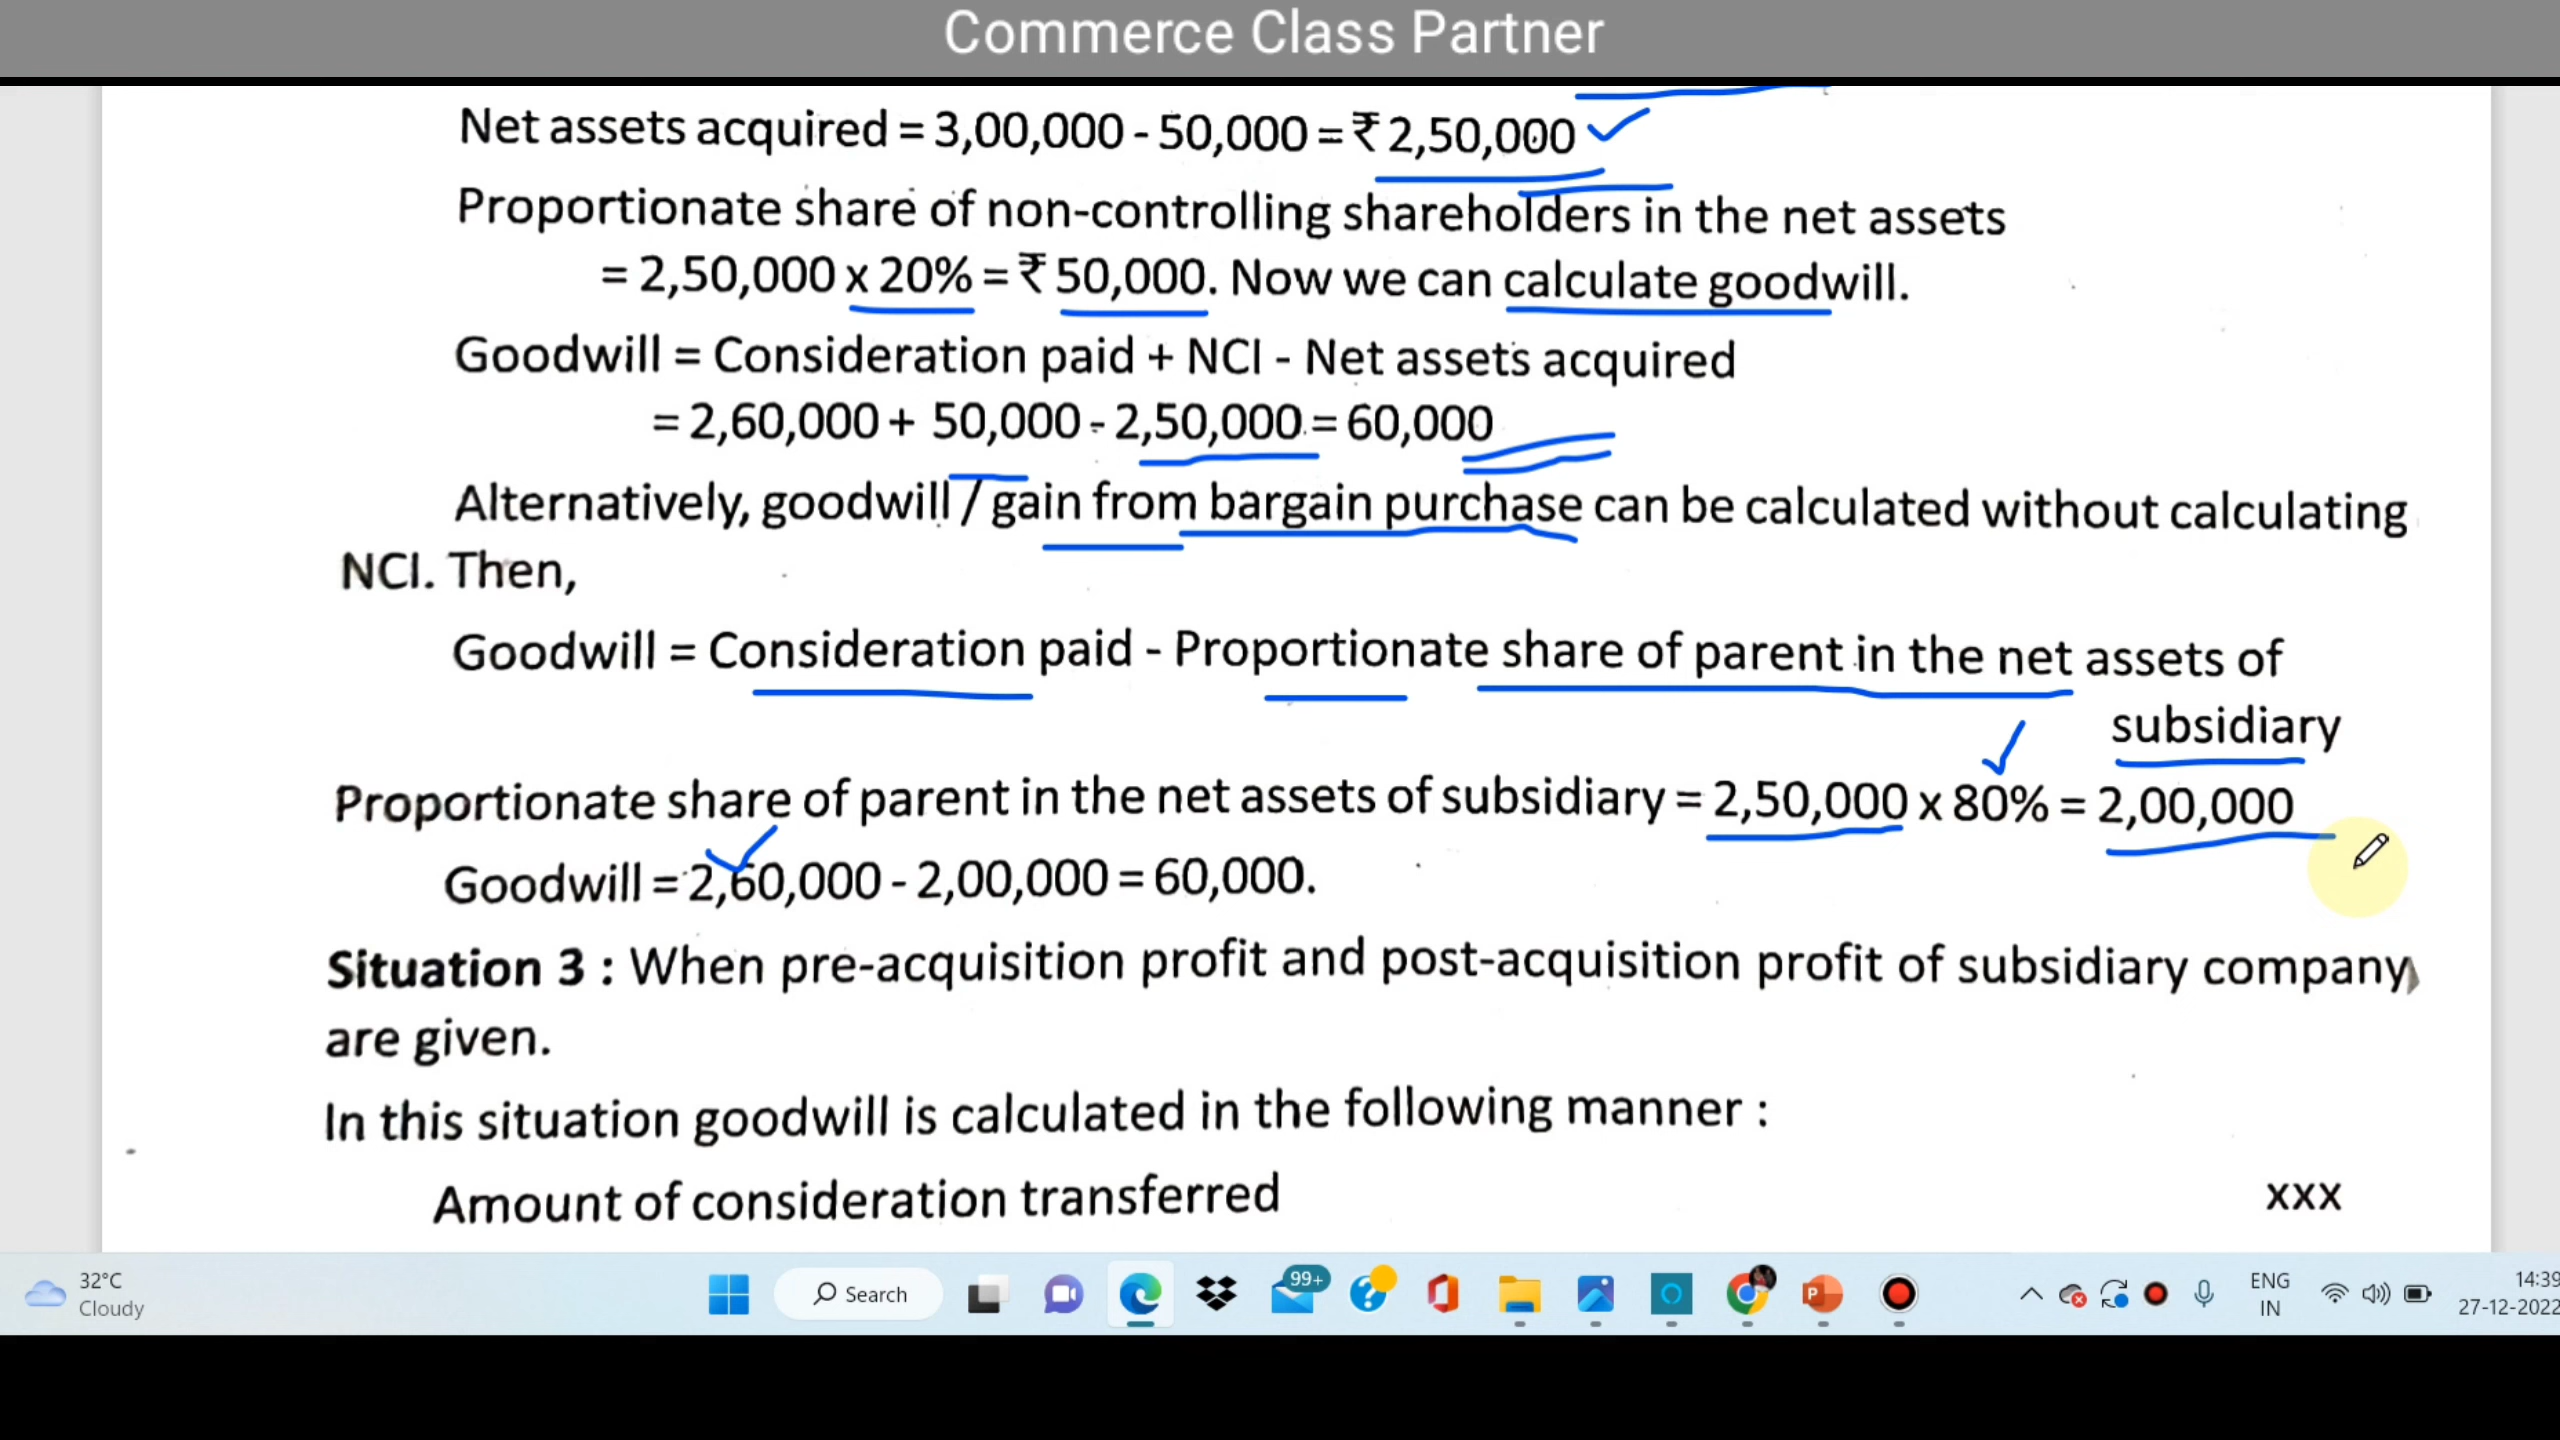 Commerce Class Partner
Net assets acquired = 3,00,000 - 50,000 = ₹ 2,50,000
Proportionate share of non-controlling shareholders in the net assets
= 2,50,000 x 20% = ₹ 50,000. Now we can calculate goodwill.
Goodwill = Consideration paid + NCI - Net assets acquired
= 2,60,000 + 50,000 - 2,50,000 = 60,000
Alternatively, goodwill / gain from bargain purchase can be calculated without calculating
NCI. Then,
Goodwill = Consideration paid - Proportionate share of parent in the net assets of
subsidiary
Proportionate share of parent in the net assets of subsidiary = 2,50,000 x 80% = 2,00,000
Goodwill = 2,60,000 - 2,00,000 = 60,000.
Situation 3 : When pre-acquisition profit and post-acquisition profit of subsidiary company
are given.
In this situation goodwill is calculated in the following manner :
Amount of consideration transferred xxx
32°C
Cloudy
Search
99+
ENG
IN
14:39
27-12-2022